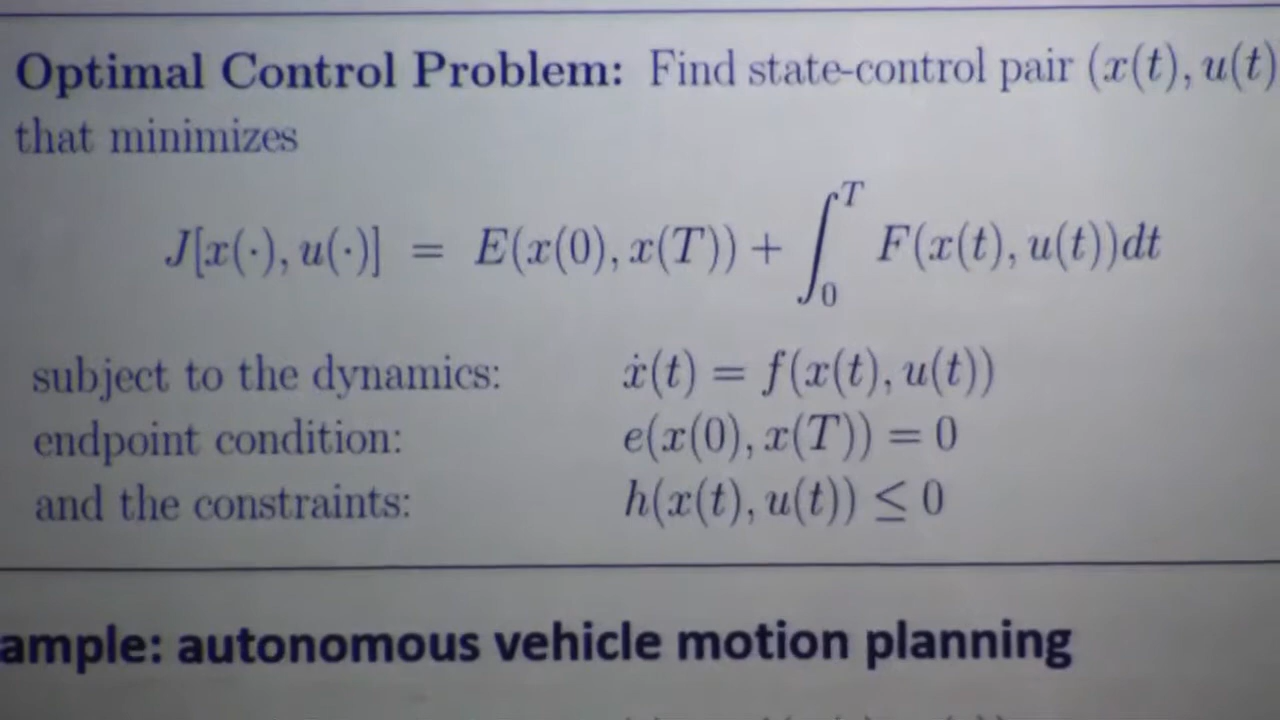 Optimal Control Problem: Find state-control pair (x(t), u(t)
that minimizes
J[x(·), u(·)] = E(x(0), x(T)) + ∫₀ᵀ F(x(t), u(t))dt
subject to the dynamics: ẋ(t) = f(x(t), u(t))
endpoint condition: e(x(0), x(T)) = 0
and the constraints: h(x(t), u(t)) ≤ 0
ample: autonomous vehicle motion planning